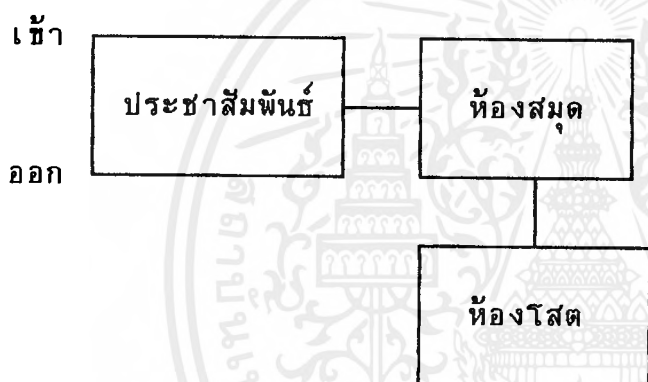 เข้า
ประชาสัมพันธ์
ห้องสมุด
ออก
ห้องโสต